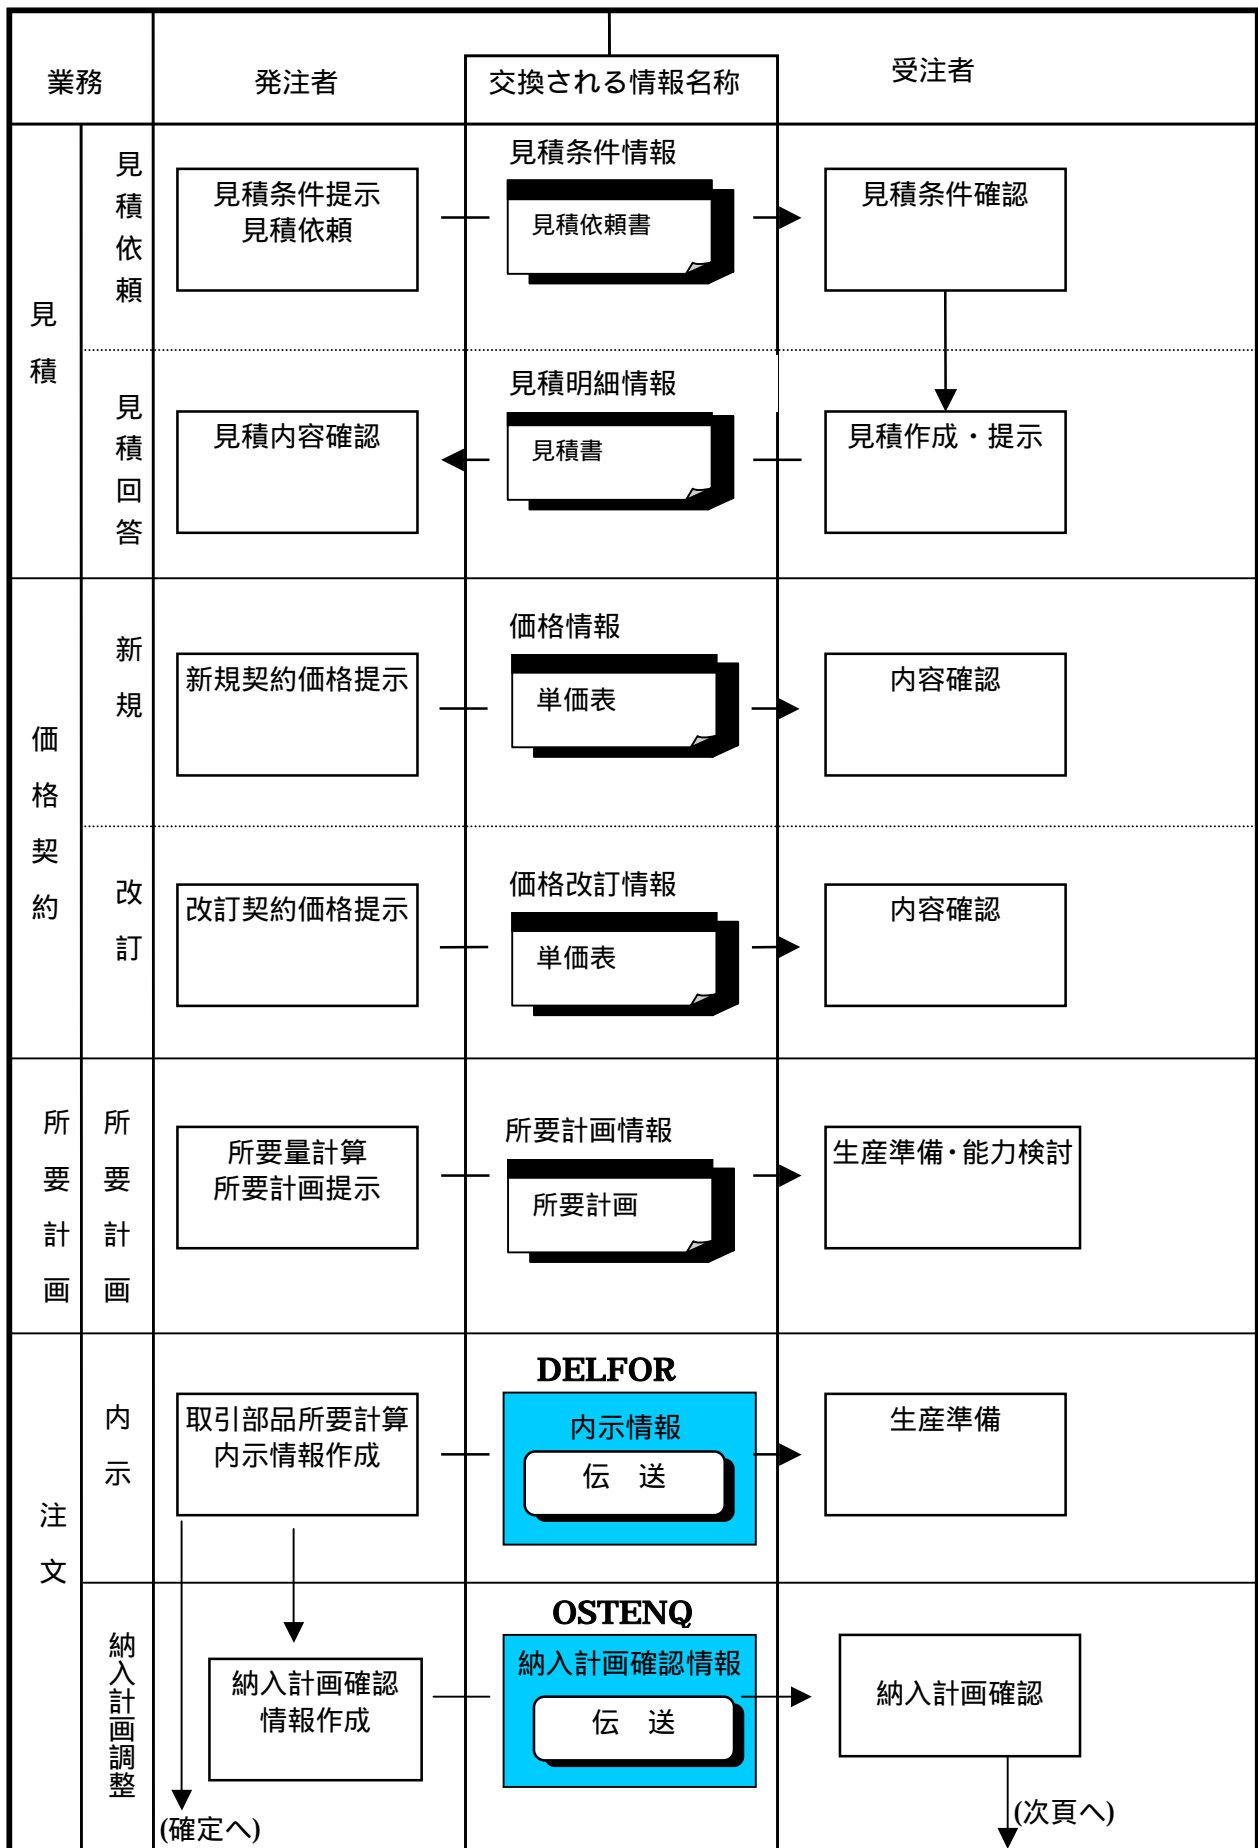 業務
発注者
交換される情報名称
受注者
見積
見積依頼
見積条件提示
見積依頼
見積条件情報
見積依頼書
見積条件確認
見積回答
見積内容確認
見積明細情報
見積書
見積作成・提示
価格契約
新規
新規契約価格提示
価格情報
単価表
内容確認
改訂
改訂契約価格提示
価格改訂情報
単価表
内容確認
所要計画
所要計画
所要量計算
所要計画提示
所要計画情報
所要計画
生産準備・能力検討
注文
内示
取引部品所要計算
内示情報作成
DELFOR
内示情報
伝　送
生産準備
納入計画調整
納入計画確認
情報作成
OSTENQ
納入計画確認情報
伝　送
納入計画確認
(確定へ)
(次頁へ)